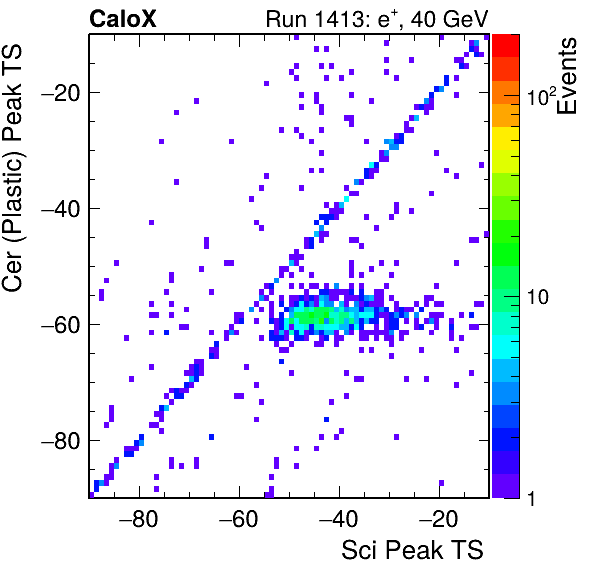 CaloX Run 1413: e⁺, 40 GeV
Cer (Plastic) Peak TS
−20
−40
−60
−80
−80 −60 −40 −20
Sci Peak TS
Events
10²
10
1